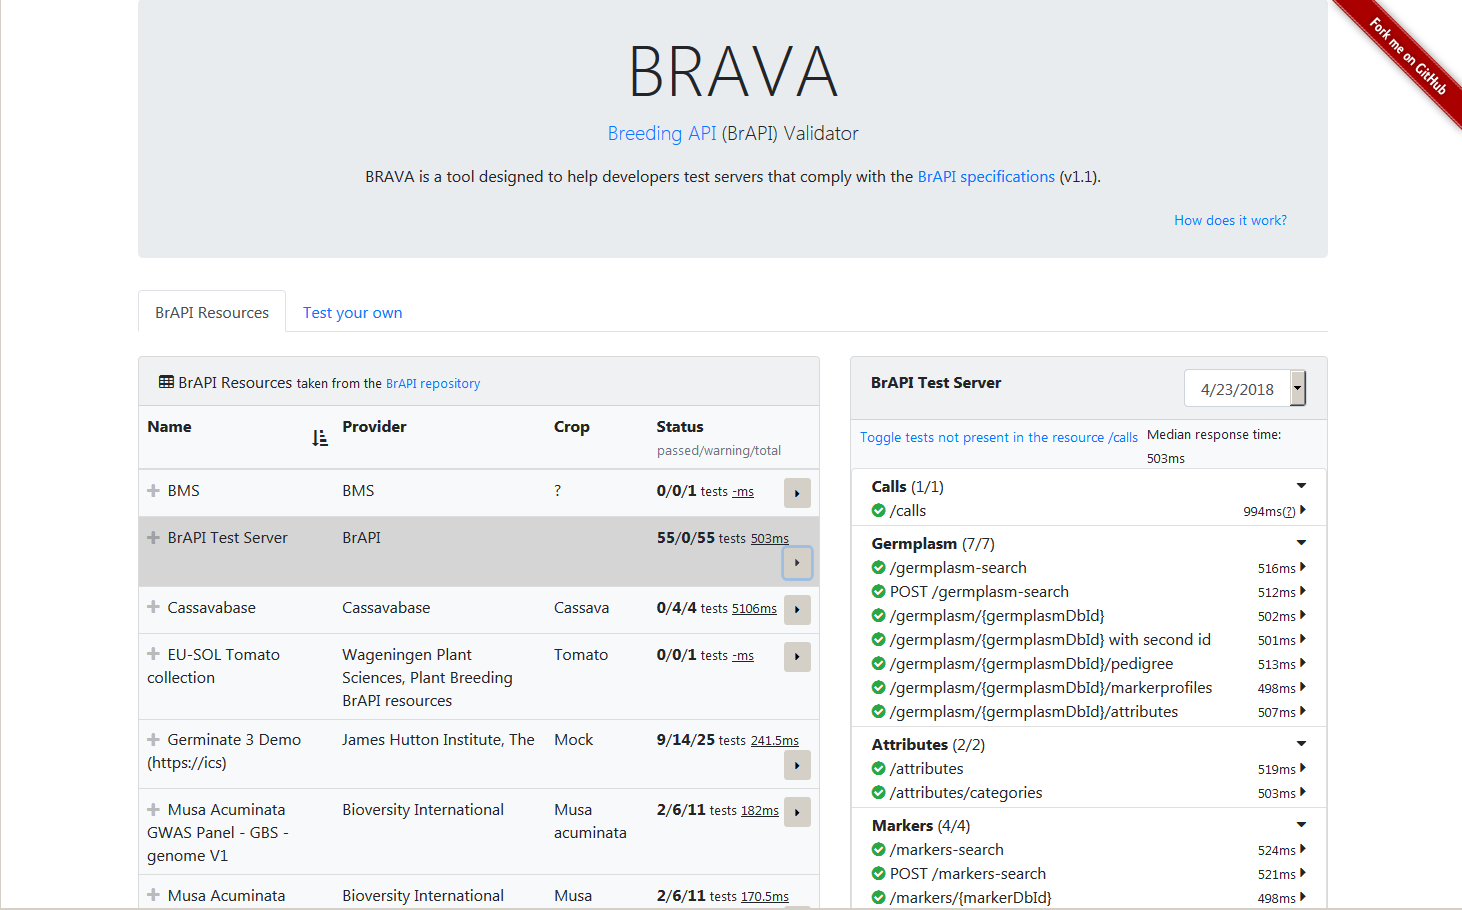 Fork me on GitHub
BRAVA
Breeding API (BrAPI) Validator
BRAVA is a tool designed to help developers test servers that comply with the BrAPI specifications (v1.1).
How does it work?
BrAPI Resources
Test your own
BrAPI Resources taken from the BrAPI repository
Name Provider Crop Status
passed/warning/total
BMS BMS ? 0/0/1 tests -ms
BrAPI Test Server BrAPI 55/0/55 tests 503ms
Cassavabase Cassavabase Cassava 0/4/4 tests 5106ms
EU-SOL Tomato Wageningen Plant Tomato 0/0/1 tests -ms
collection Sciences, Plant Breeding
BrAPI resources
Germinate 3 Demo James Hutton Institute, The Mock 9/14/25 tests 241.5ms
(https://ics)
Musa Acuminata Bioversity International Musa 2/6/11 tests 182ms
GWAS Panel - GBS - acuminata
genome V1
Musa Acuminata Bioversity International Musa 2/6/11 tests 170.5ms
BrAPI Test Server
4/23/2018
Toggle tests not present in the resource /calls Median response time:
503ms
Calls (1/1)
/calls 994ms(?)
Germplasm (7/7)
/germplasm-search 516ms
POST /germplasm-search 512ms
/germplasm/{germplasmDbId} 502ms
/germplasm/{germplasmDbId} with second id 501ms
/germplasm/{germplasmDbId}/pedigree 513ms
/germplasm/{germplasmDbId}/markerprofiles 498ms
/germplasm/{germplasmDbId}/attributes 507ms
Attributes (2/2)
/attributes 519ms
/attributes/categories 503ms
Markers (4/4)
/markers-search 524ms
POST /markers-search 521ms
/markers/{markerDbId} 498ms